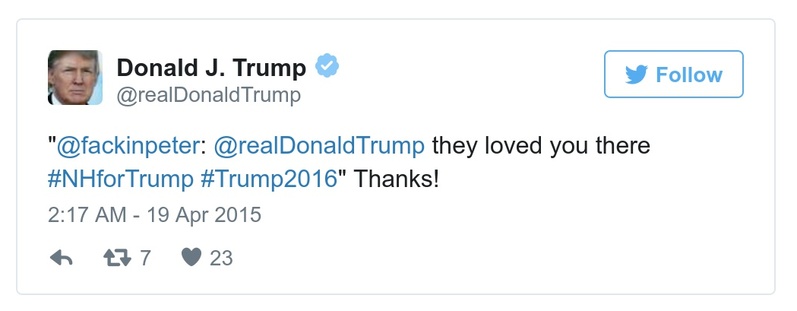 Donald J. Trump
@realDonaldTrump
Follow
"@fackinpeter: @realDonaldTrump they loved you there
#NHforTrump #Trump2016" Thanks!
2:17 AM - 19 Apr 2015
7 23